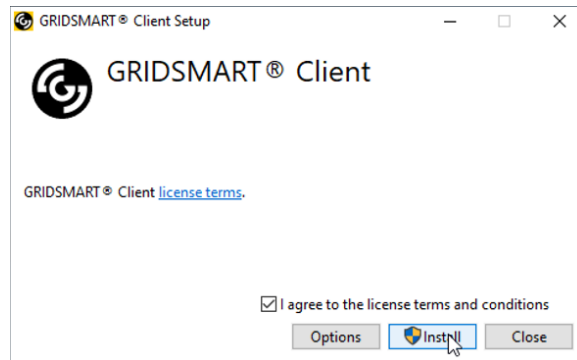 GRIDSMART® Client Setup
GRIDSMART® Client
GRIDSMART® Client license terms.
I agree to the license terms and conditions
Options Install Close